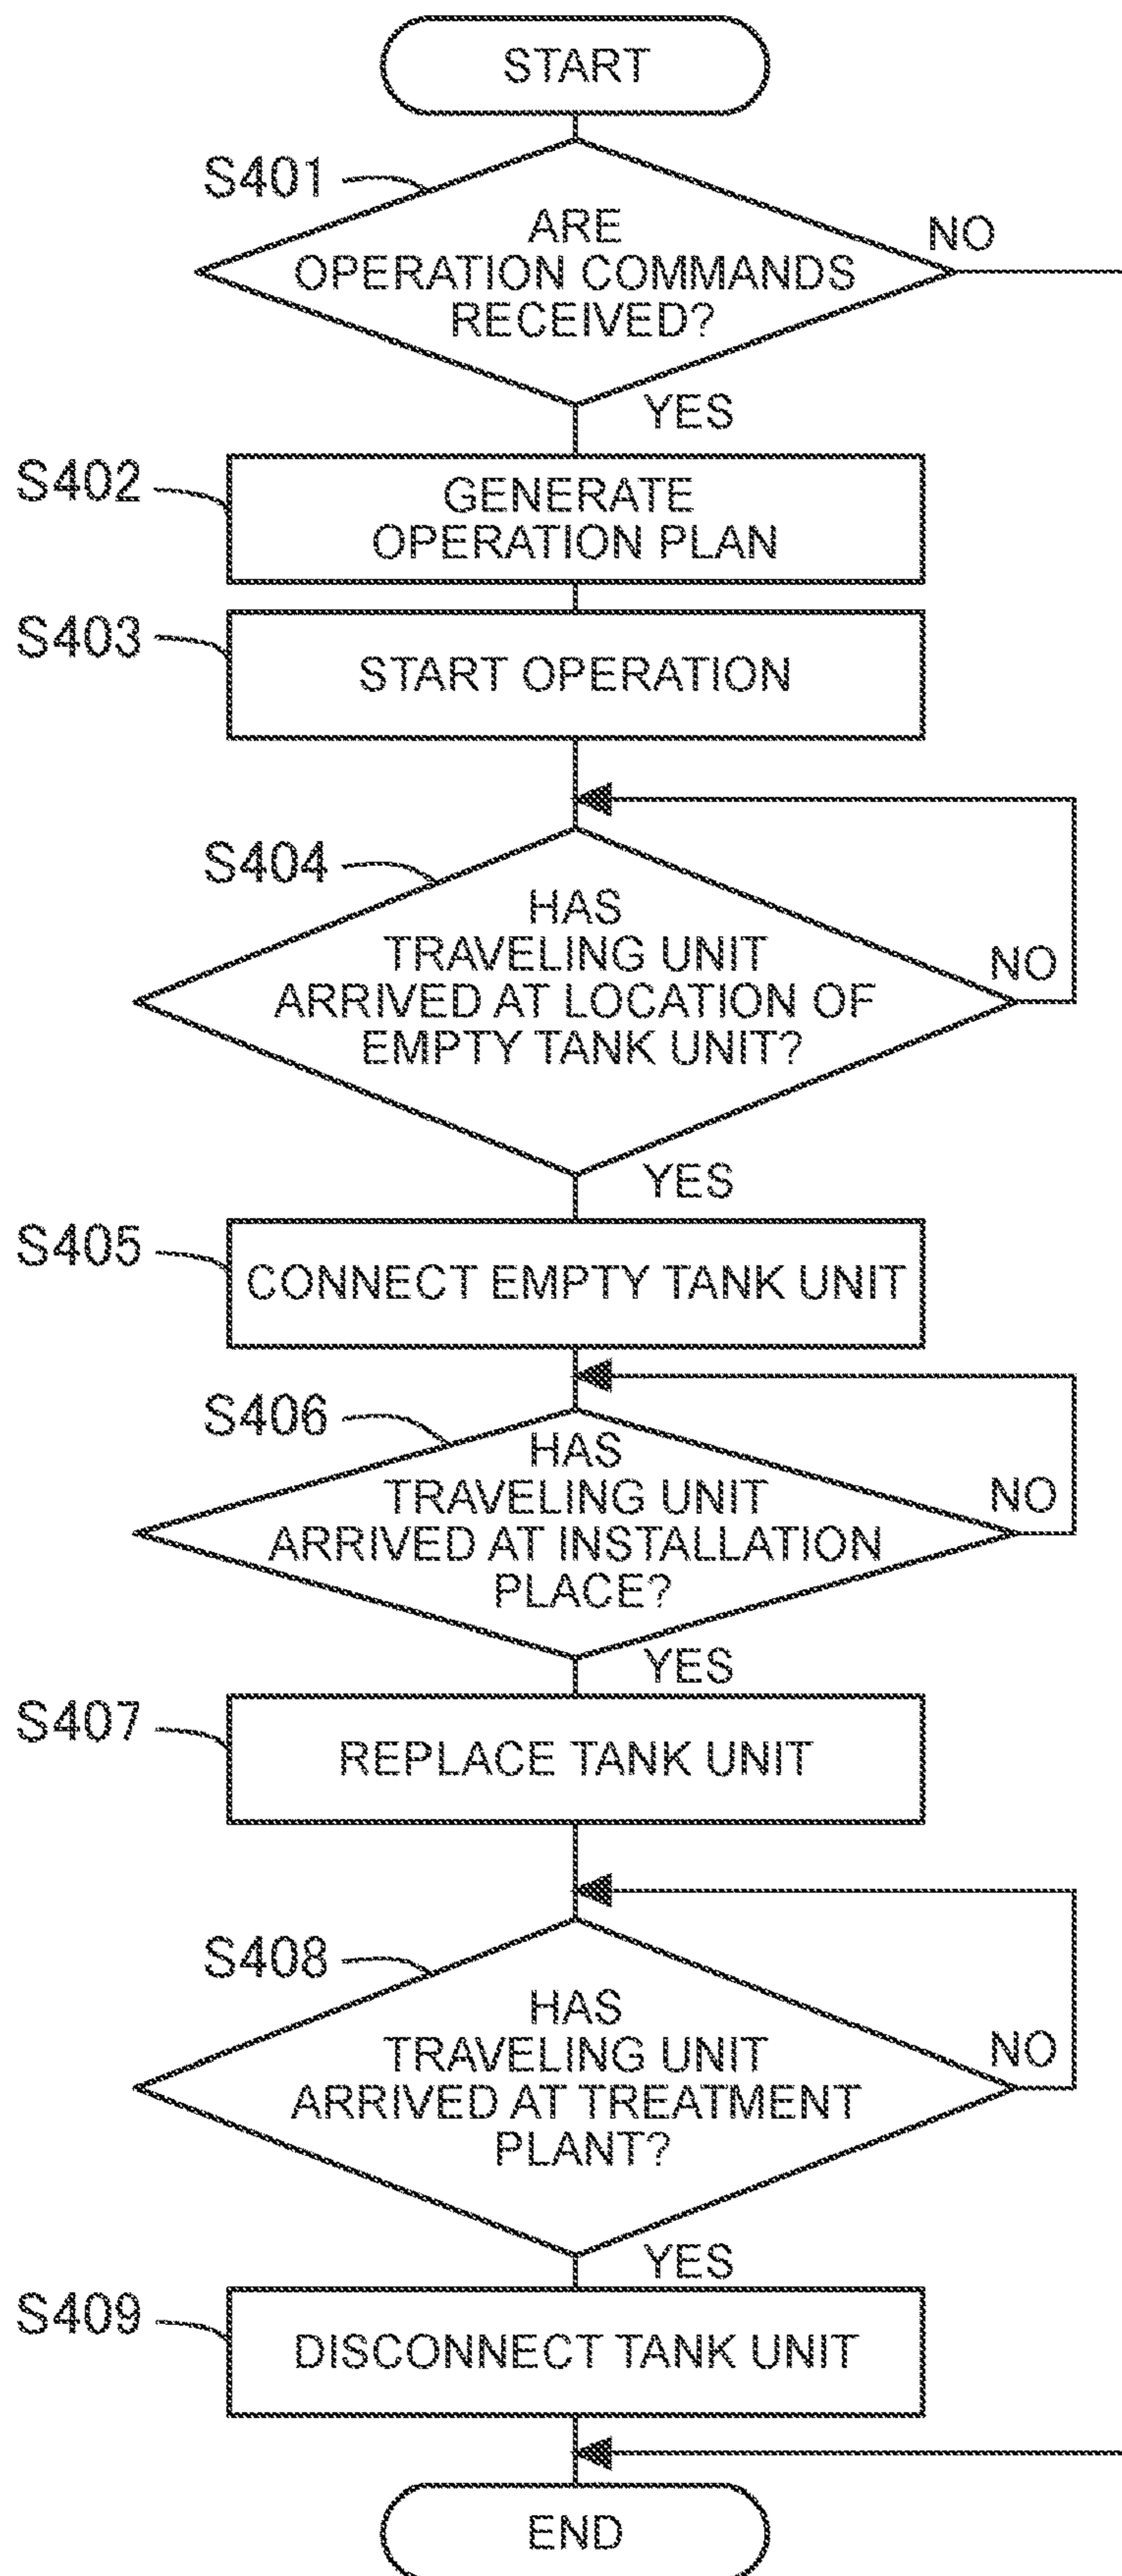 START
S401
ARE
OPERATION COMMANDS
RECEIVED?
NO
YES
S402
GENERATE
OPERATION PLAN
S403
START OPERATION
S404
HAS
TRAVELING UNIT
ARRIVED AT LOCATION OF
EMPTY TANK UNIT?
NO
YES
S405
CONNECT EMPTY TANK UNIT
S406
HAS
TRAVELING UNIT
ARRIVED AT INSTALLATION
PLACE?
NO
YES
S407
REPLACE TANK UNIT
S408
HAS
TRAVELING UNIT
ARRIVED AT TREATMENT
PLANT?
NO
YES
S409
DISCONNECT TANK UNIT
END